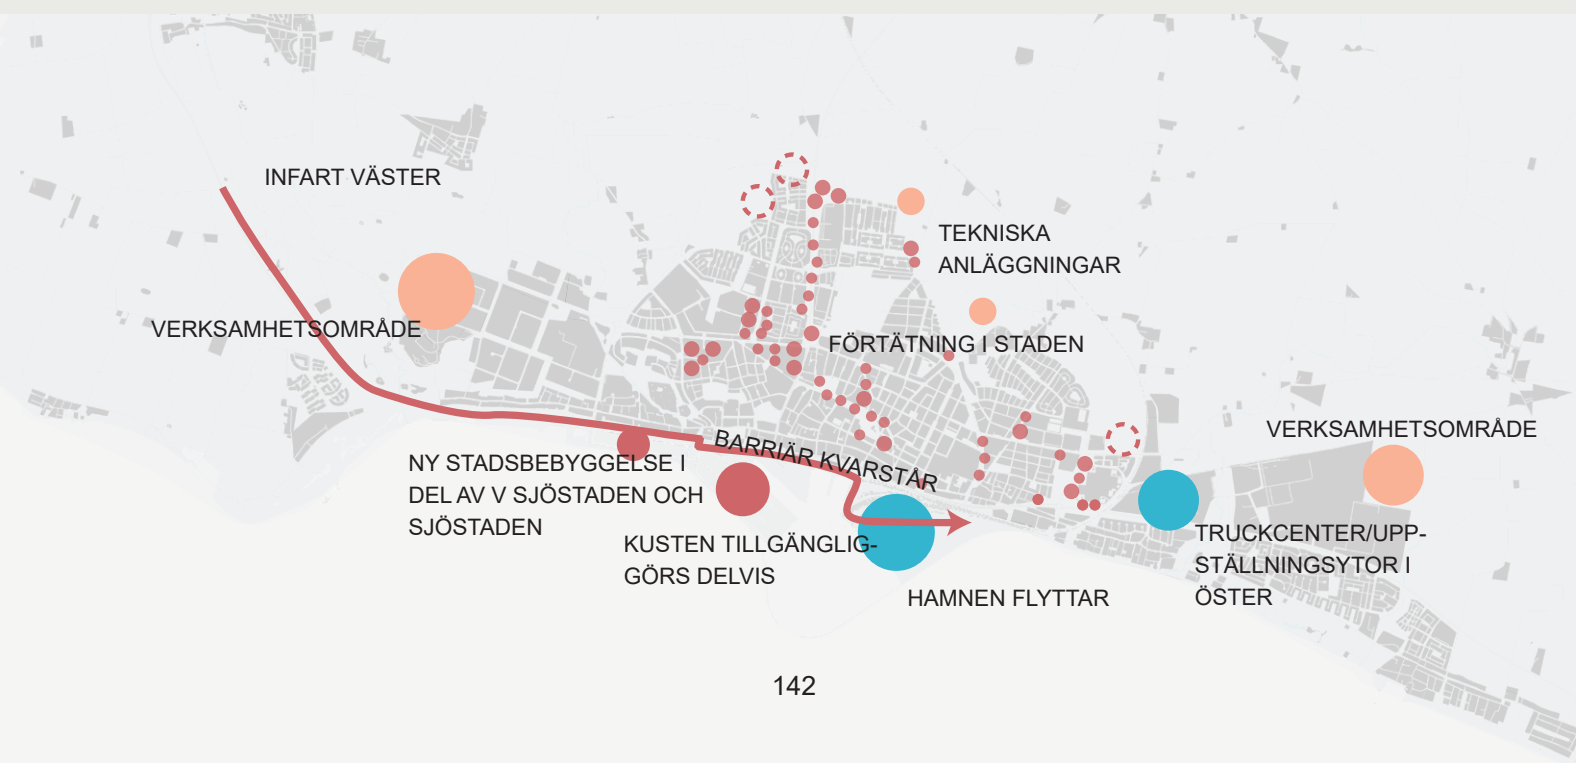 INFART VÄSTER
TEKNISKA
ANLÄGGNINGAR
VERKSAMHETSOMRÅDE
FÖRTÄTNING I STADEN
VERKSAMHETSOMRÅDE
BARRIÄR KVARSTÅR
NY STADSBEBYGGELSE I
DEL AV V SJÖSTADEN OCH
SJÖSTADEN
KUSTEN TILLGÄNGLIG-
GÖRS DELVIS
TRUCKCENTER/UPP-
STÄLLNINGSYTOR I
ÖSTER
HAMNEN FLYTTAR
142